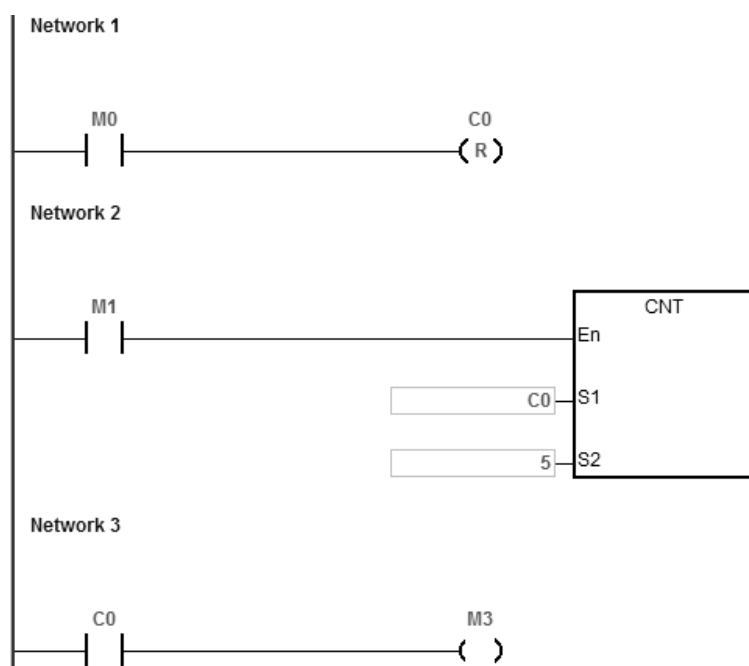 Network 1
M0 C0
R
Network 2
M1
CNT
En
C0 S1
5 S2
Network 3
C0 M3